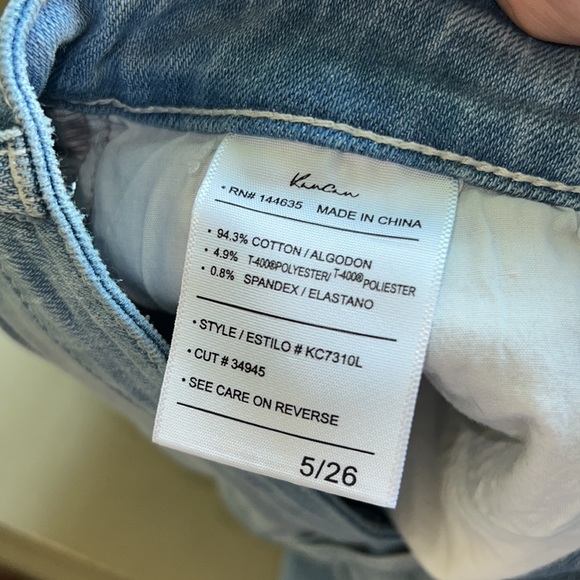 KanCan
• RN# 144635 MADE IN CHINA
• 94.3% COTTON / ALGODON
• 4.9% T-400®POLYESTER/ T-400® POLIESTER
• 0.8% SPANDEX / ELASTANO
• STYLE / ESTILO # KC7310L
• CUT # 34945
• SEE CARE ON REVERSE
5/26